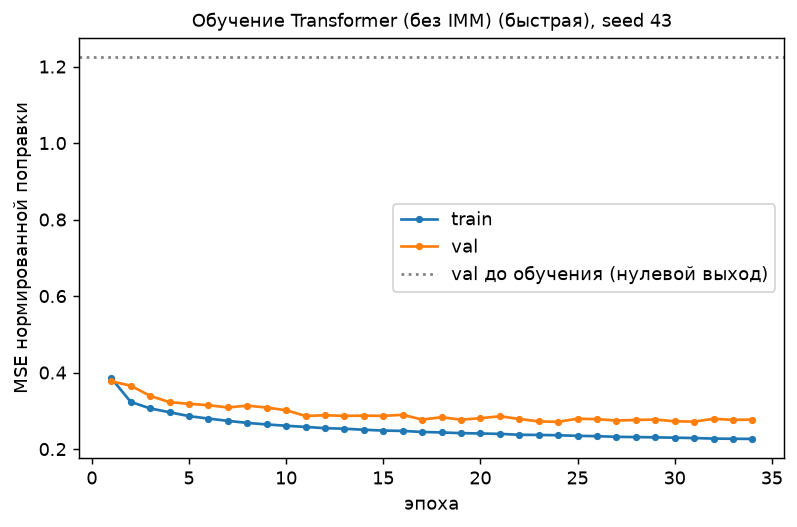 Обучение Transformer (без IMM) (быстрая), seed 43
MSE нормированной поправки
1.2
1.0
0.8
0.6
0.4
0.2
train
val
val до обучения (нулевой выход)
0 5 10 15 20 25 30 35
эпоха